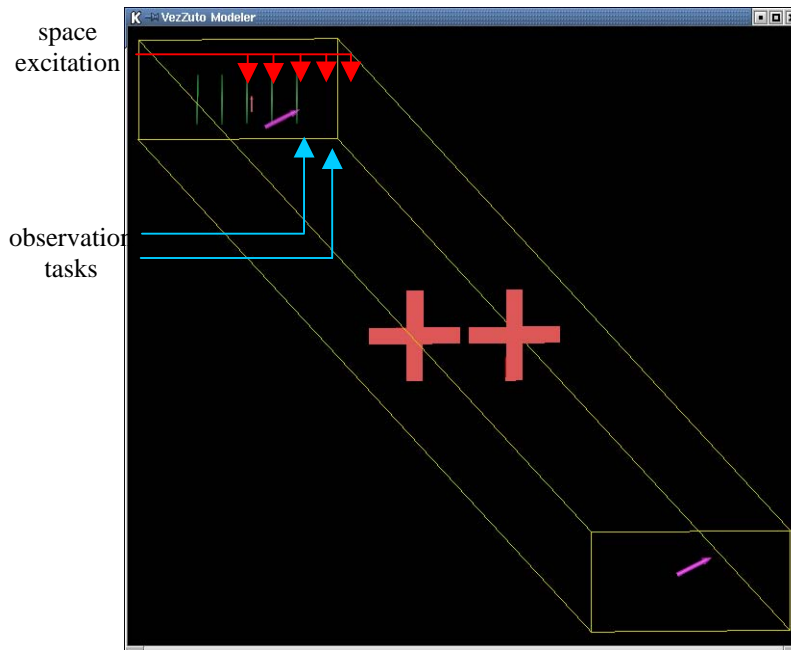 VezZuto Modeler
space
excitation
observation
tasks